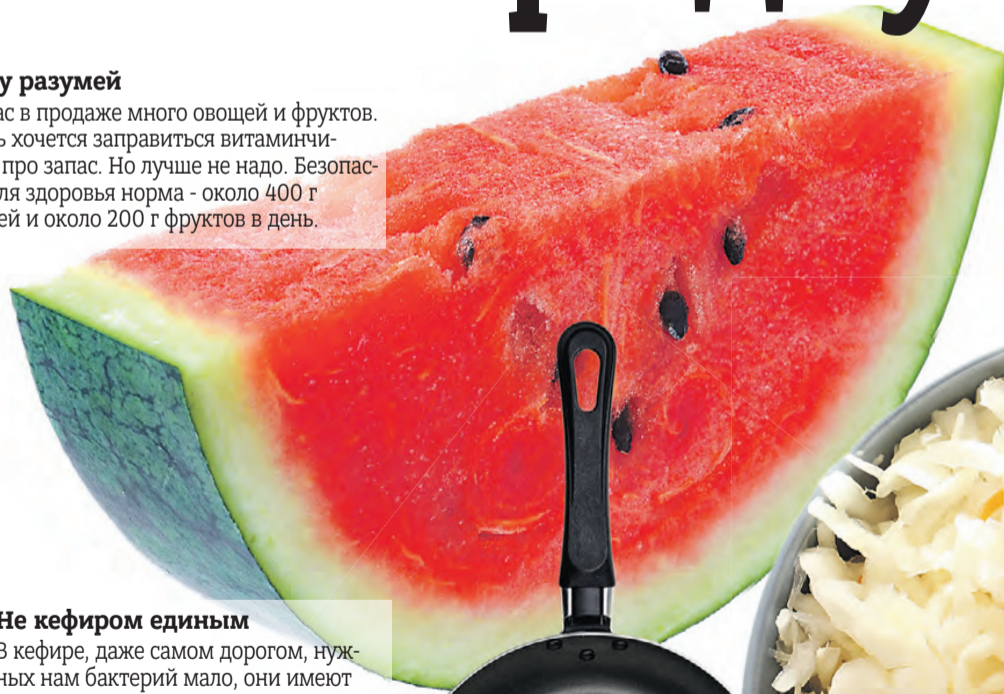 у разумей
ас в продаже много овощей и фруктов.
ь хочется заправиться витаминчи-
про запас. Но лучше не надо. Безопас-
ля здоровья норма - около 400 г
ей и около 200 г фруктов в день.
Не кефиром единым
В кефире, даже самом дорогом, нуж-
ных нам бактерий мало, они имеют